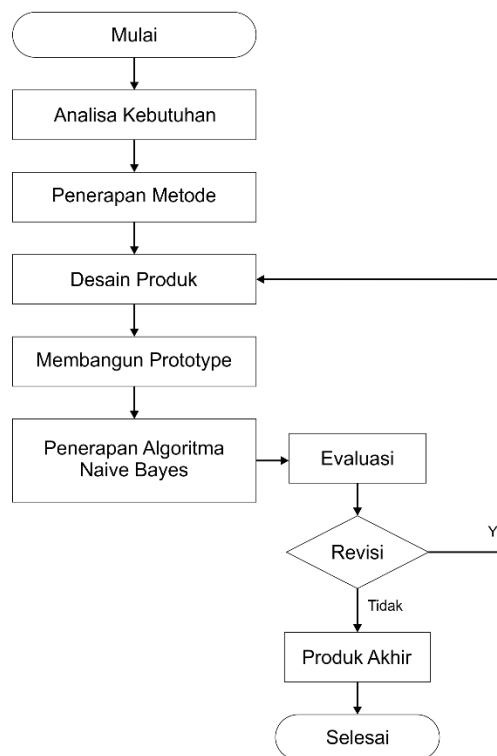 Mulai
Analisa Kebutuhan
Penerapan Metode
Desain Produk
Membangun Prototype
Penerapan Algoritma
Naive Bayes
Evaluasi
Revisi
Y
Tidak
Produk Akhir
Selesai